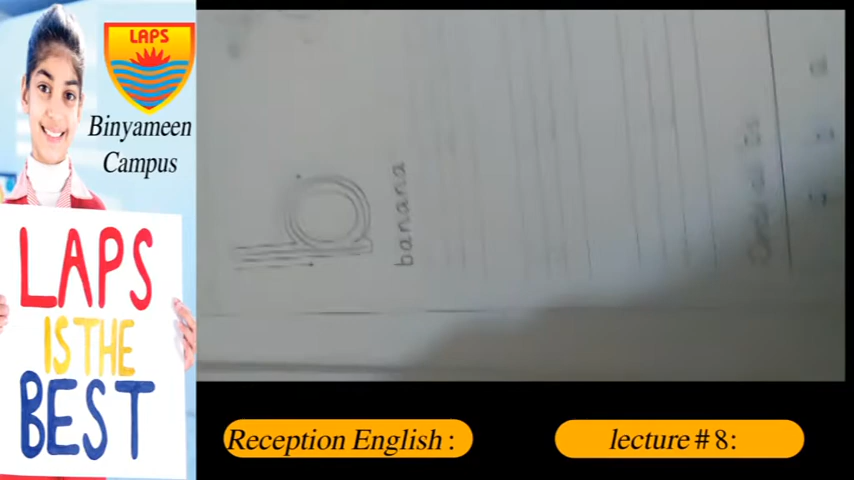 LAPS
Binyameen
Campus
LAPS
IS THE
BEST
b
banana
Reception English :
lecture # 8: